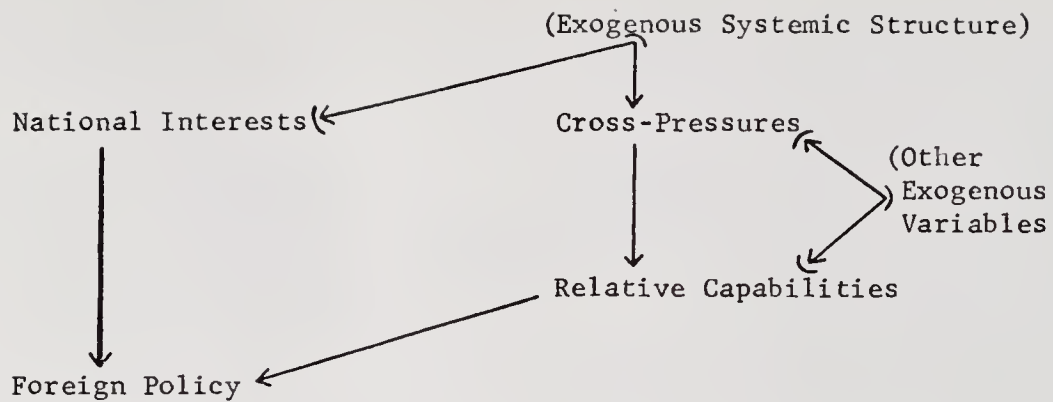 (Exogenous Systemic Structure)
National Interests
Cross-Pressures
(Other
Exogenous
Variables
Relative Capabilities
Foreign Policy